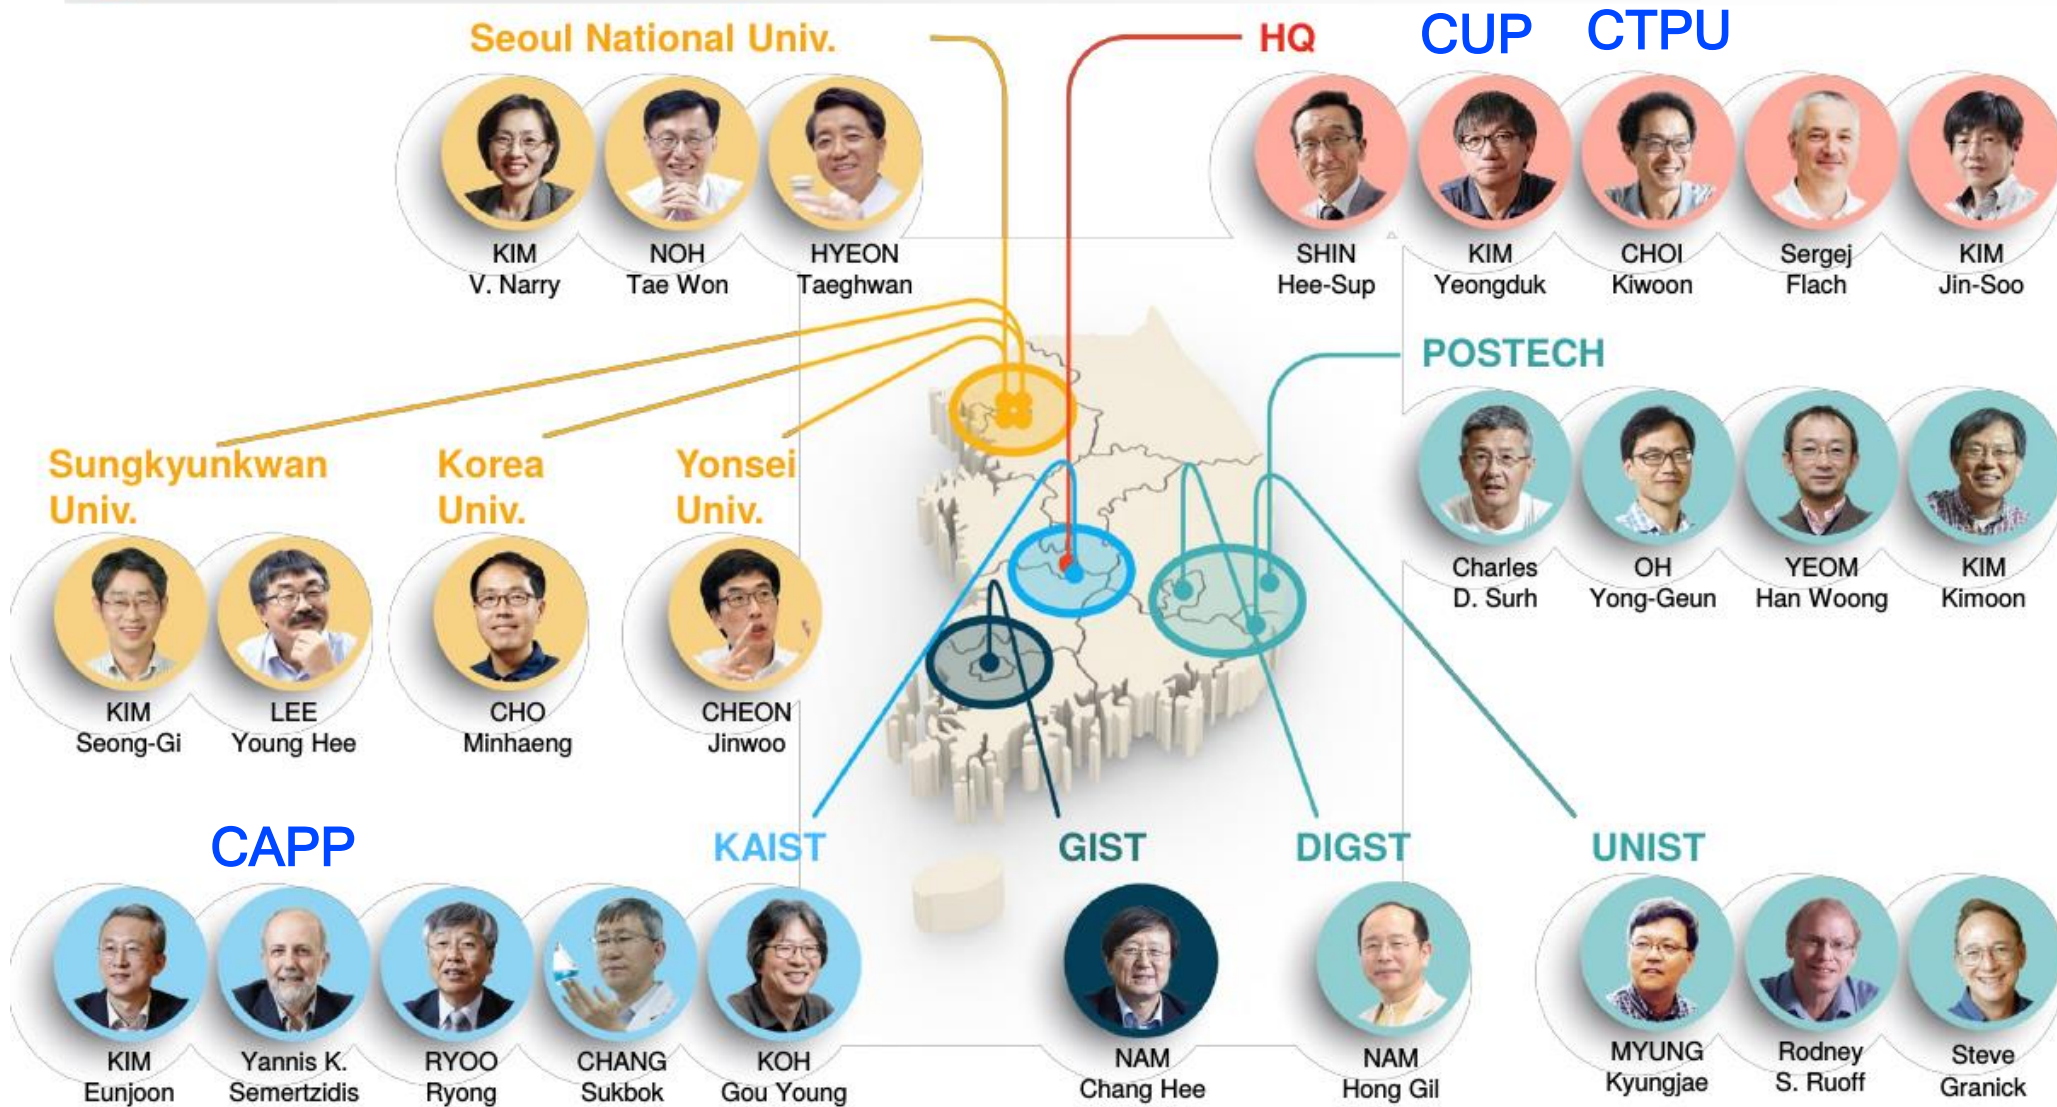 Seoul National Univ.
HQ
CUP
CTPU
KIM
V. Narry
NOH
Tae Won
HYEON
Taeghwan
SHIN
Hee-Sup
KIM
Yeongduk
CHOI
Kiwoon
Sergej
Flach
KIM
Jin-Soo
POSTECH
Charles
D. Surh
OH
Yong-Geun
YEOM
Han Woong
KIM
Kimoon
Sungkyunkwan
Univ.
Korea
Univ.
Yonsei
Univ.
KIM
Seong-Gi
LEE
Young Hee
CHO
Minhaeng
CHEON
Jinwoo
CAPP
KAIST
GIST
DIGST
UNIST
KIM
Eunjoon
Yannis K.
Semertzidis
RYOO
Ryong
CHANG
Sukbok
KOH
Gou Young
NAM
Chang Hee
NAM
Hong Gil
MYUNG
Kyungjae
Rodney
S. Ruoff
Steve
Granick